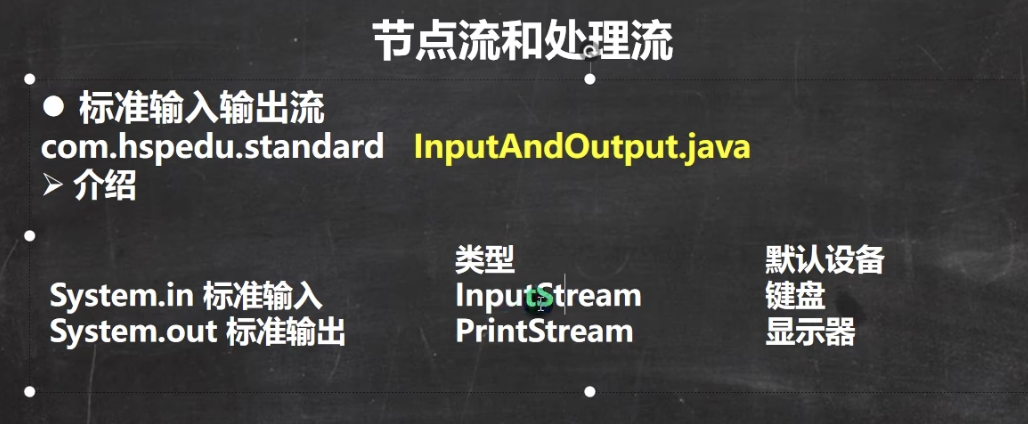 节点流和处理流
● 标准输入输出流
com.hspedu.standard InputAndOutput.java
➢ 介绍
类型 默认设备
System.in 标准输入 InputStream 键盘
System.out 标准输出 PrintStream 显示器